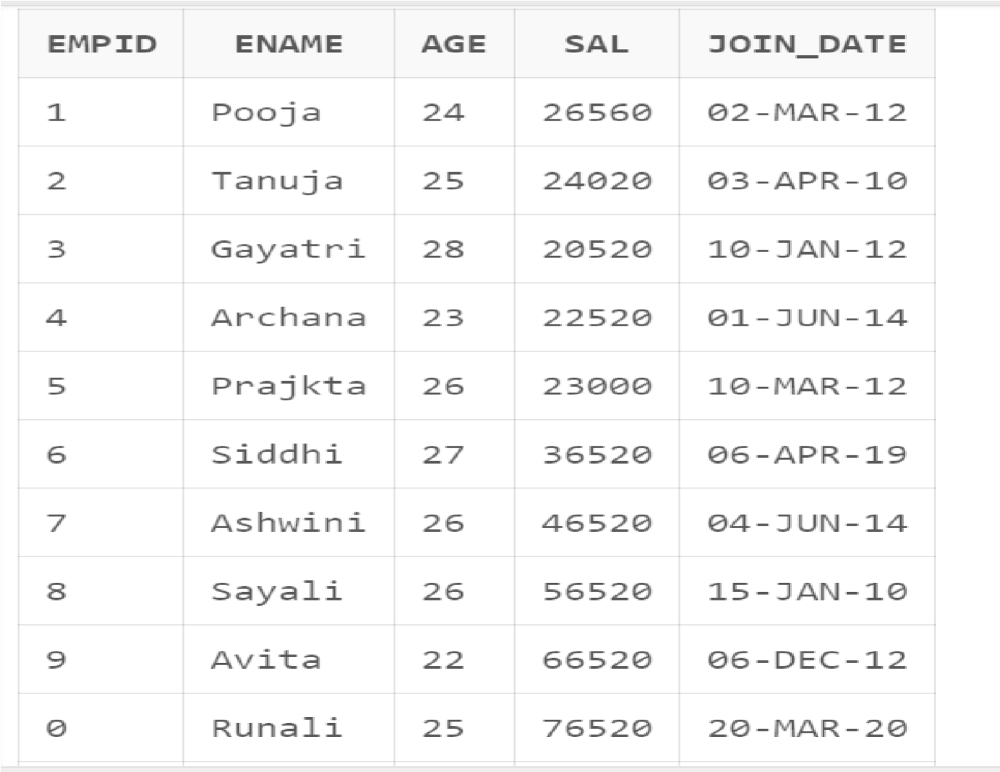 EMPID ENAME AGE SAL JOIN_DATE
1 Pooja 24 26560 02-MAR-12
2 Tanuja 25 24020 03-APR-10
3 Gayatri 28 20520 10-JAN-12
4 Archana 23 22520 01-JUN-14
5 Prajkta 26 23000 10-MAR-12
6 Siddhi 27 36520 06-APR-19
7 Ashwini 26 46520 04-JUN-14
8 Sayali 26 56520 15-JAN-10
9 Avita 22 66520 06-DEC-12
0 Runali 25 76520 20-MAR-20